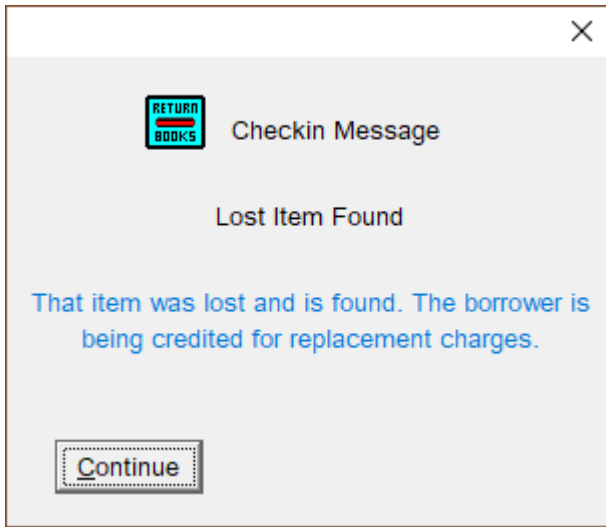 RETURN
BOOKS
Checkin Message
Lost Item Found
That item was lost and is found. The borrower is
being credited for replacement charges.
Continue